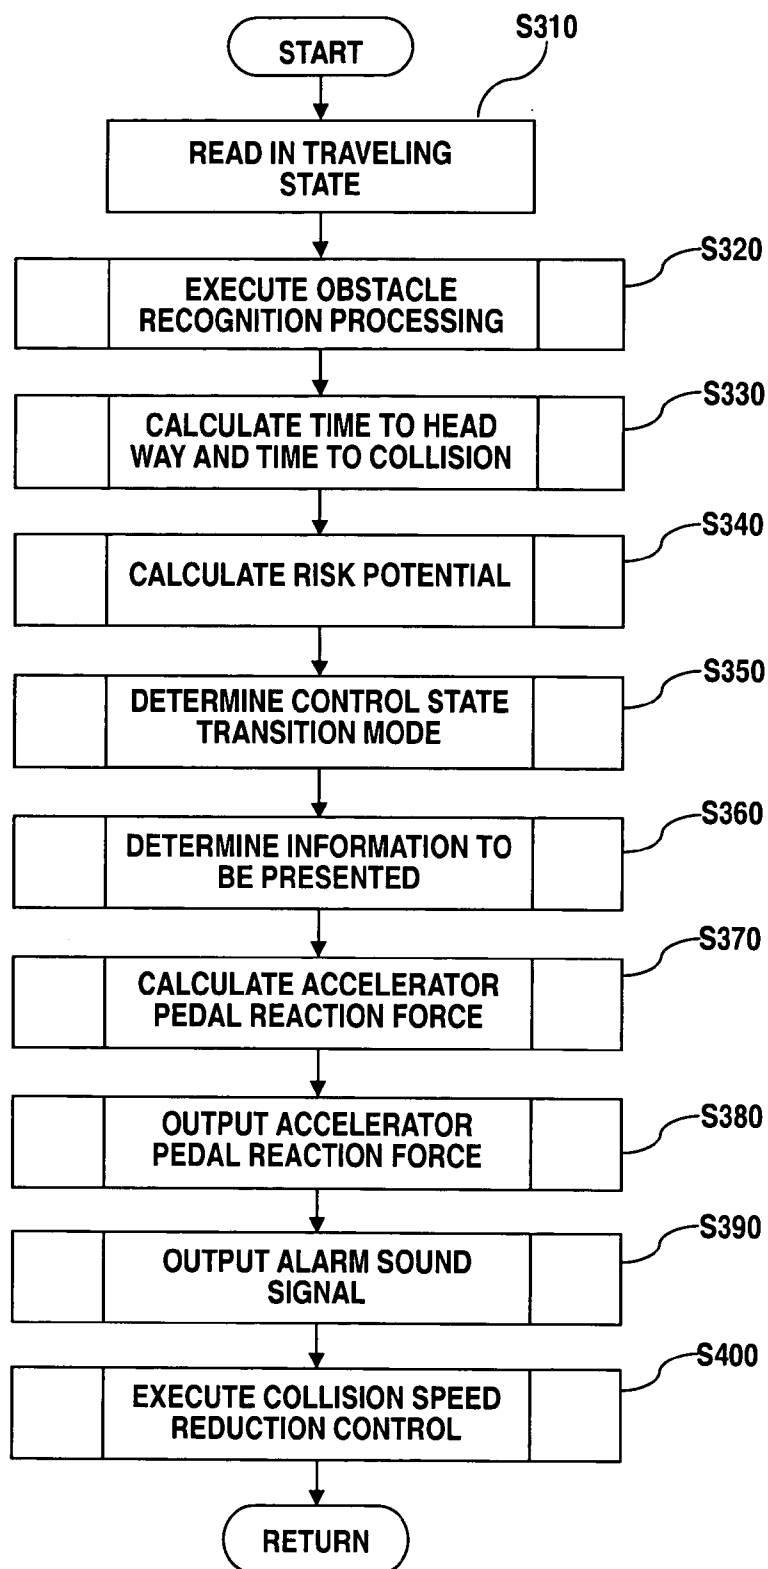 START
S310
READ IN TRAVELING
STATE
S320
EXECUTE OBSTACLE
RECOGNITION PROCESSING
S330
CALCULATE TIME TO HEAD
WAY AND TIME TO COLLISION
S340
CALCULATE RISK POTENTIAL
S350
DETERMINE CONTROL STATE
TRANSITION MODE
S360
DETERMINE INFORMATION TO
BE PRESENTED
S370
CALCULATE ACCELERATOR
PEDAL REACTION FORCE
S380
OUTPUT ACCELERATOR
PEDAL REACTION FORCE
S390
OUTPUT ALARM SOUND
SIGNAL
S400
EXECUTE COLLISION SPEED
REDUCTION CONTROL
RETURN